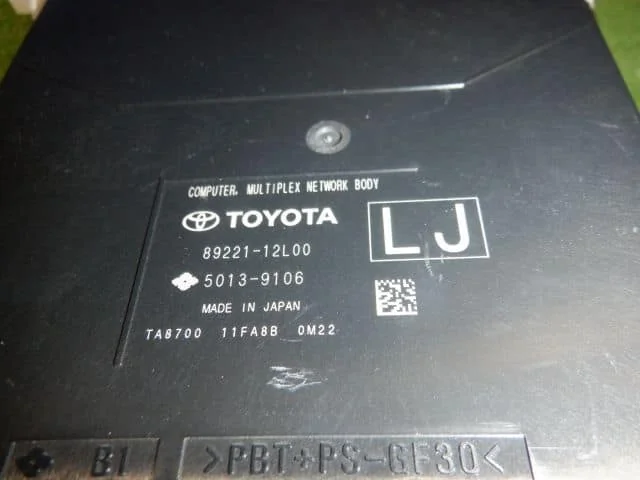 COMPUTER, MULTIPLEX NETWORK BODY
TOYOTA
LJ
89221-12L00
5013-9106
MADE IN JAPAN
TA8700 11FA8B 0M22
B1
>PBT+PS-GF30<